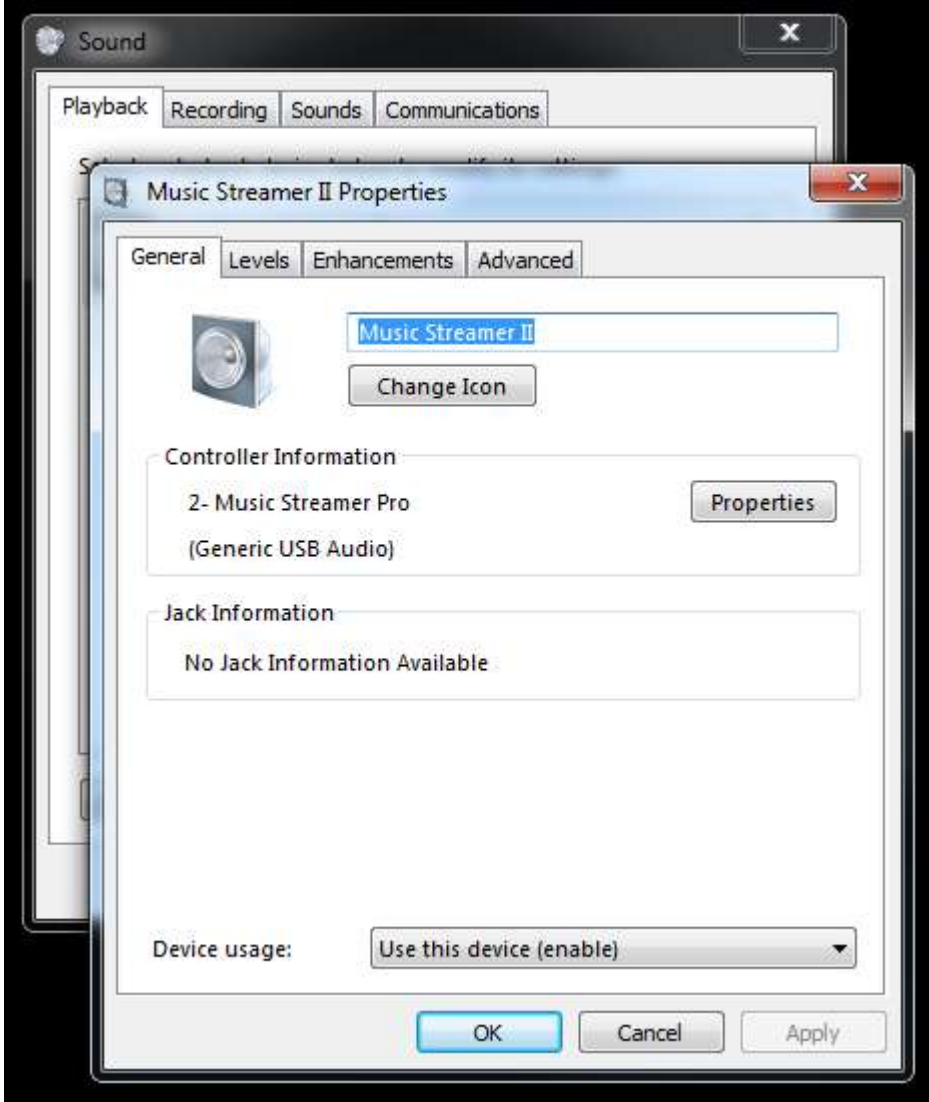 Sound
Playback Recording Sounds Communications
Music Streamer II Properties
General Levels Enhancements Advanced
Music Streamer II
Change Icon
Controller Information
2- Music Streamer Pro
Properties
(Generic USB Audio)
Jack Information
No Jack Information Available
Device usage:
Use this device (enable)
OK Cancel Apply